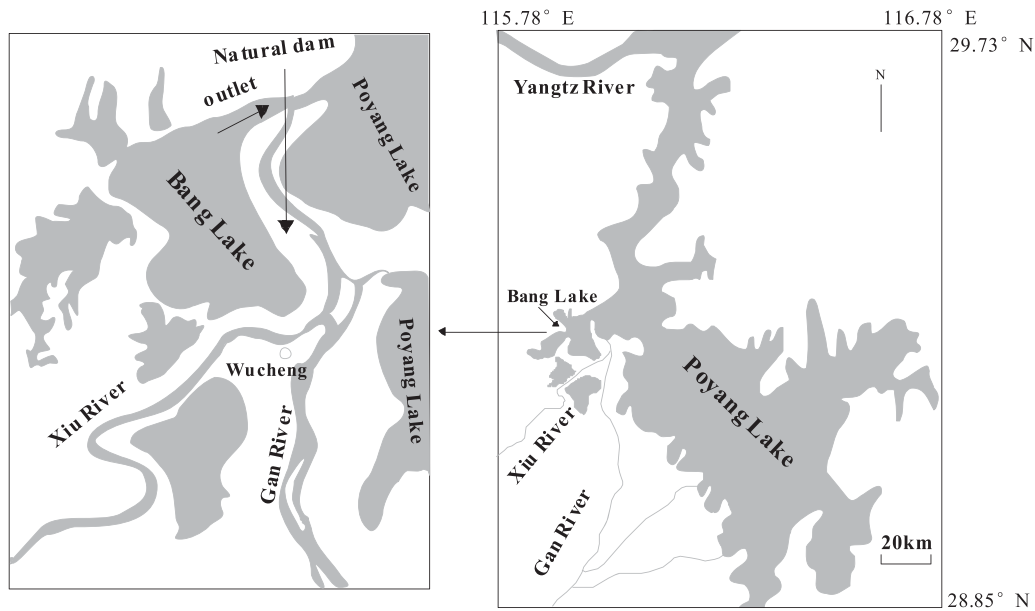 115.78° E
116.78° E
29.73° N
28.85° N
Natural dam
outlet
Poyang Lake
Bang Lake
Poyang Lake
Wucheng
Xiu River
Gan River
Yangtz River
N
Bang Lake
Poyang Lake
Xiu River
Gan River
20km